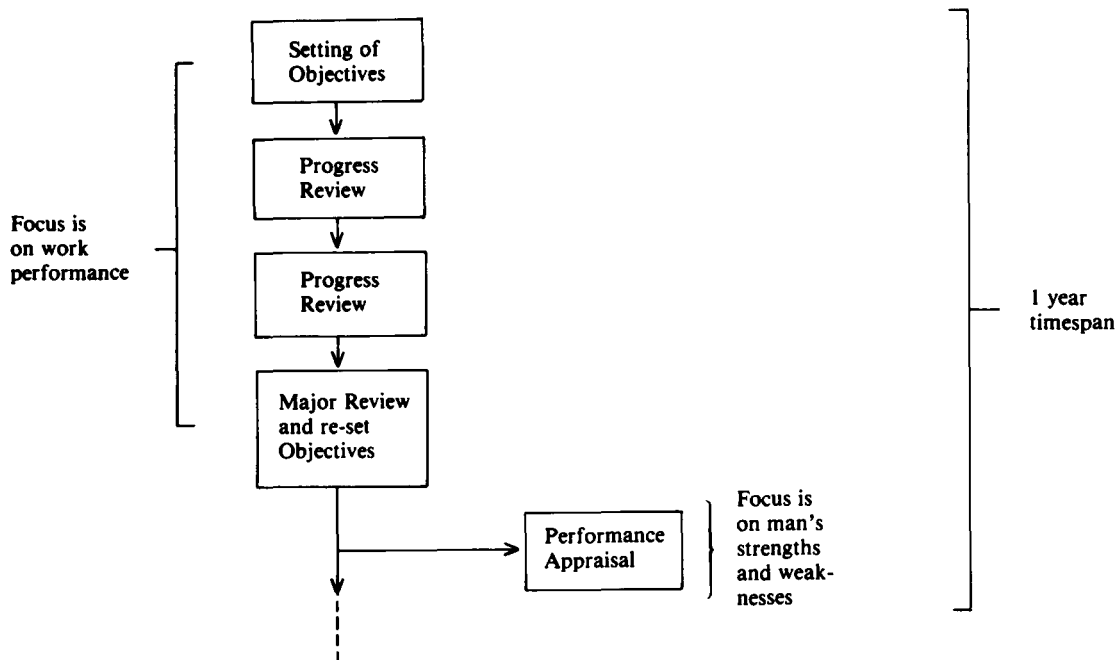 Setting of
Objectives
Progress
Review
Focus is
on work
performance
Progress
Review
1 year
timespan
Major Review
and re-set
Objectives
Performance
Appraisal
Focus is
on man's
strengths
and weak-
nesses